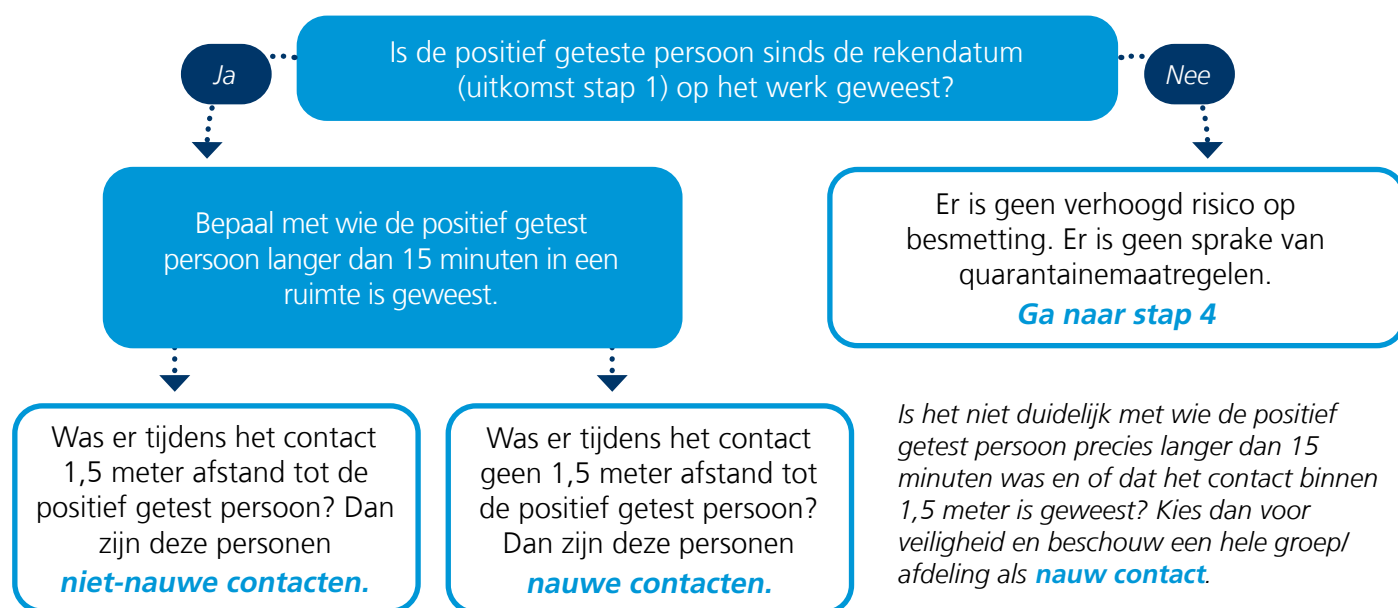 Is de positief geteste persoon sinds de rekendatum
(uitkomst stap 1) op het werk geweest?
Ja
Nee
Bepaal met wie de positief getest
persoon langer dan 15 minuten in een
ruimte is geweest.
Er is geen verhoogd risico op
besmetting. Er is geen sprake van
quarantainemaatregelen.
Ga naar stap 4
Was er tijdens het contact
1,5 meter afstand tot de
positief getest persoon? Dan
zijn deze personen
niet-nauwe contacten.
Was er tijdens het contact
geen 1,5 meter afstand tot
de positief getest persoon?
Dan zijn deze personen
nauwe contacten.
Is het niet duidelijk met wie de positief
getest persoon precies langer dan 15
minuten was en of dat het contact binnen
1,5 meter is geweest? Kies dan voor
veiligheid en beschouw een hele groep/
afdeling als nauw contact.